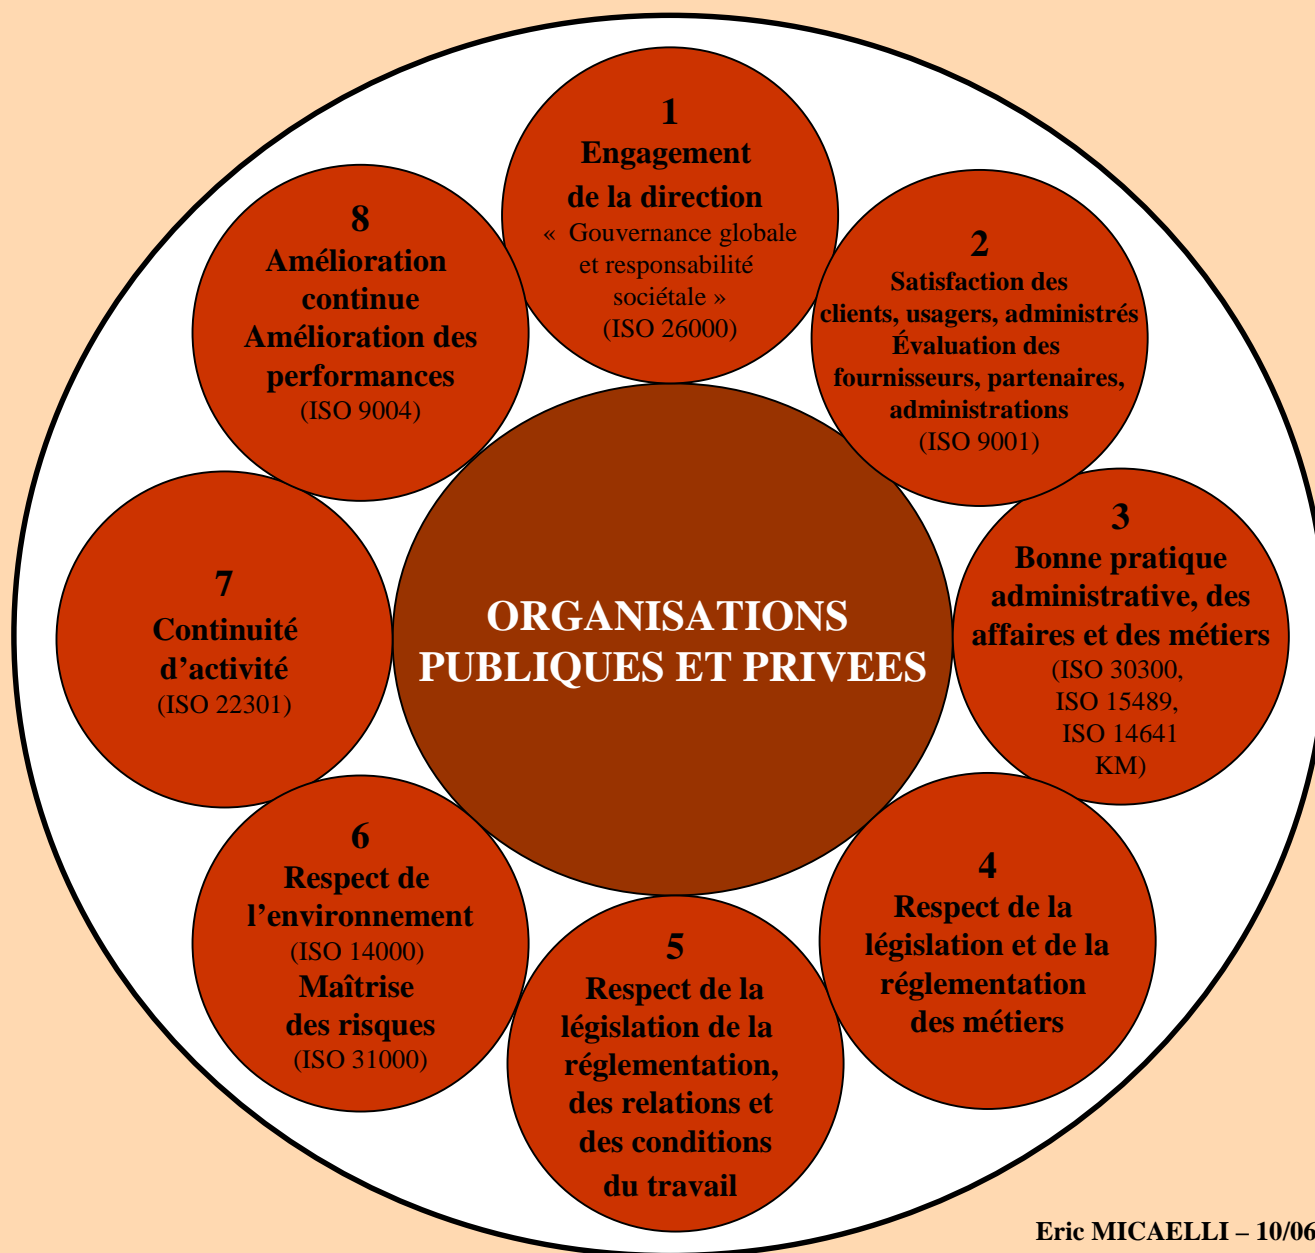 1
Engagement
de la direction
«  Gouvernance globale
et responsabilité
sociétale »
(ISO 26000)
2
Satisfaction des
clients, usagers, administrés
Évaluation des
fournisseurs, partenaires,
administrations
(ISO 9001)
3
Bonne pratique
administrative, des
affaires et des métiers
(ISO 30300,
ISO 15489,
ISO 14641
KM)
4
Respect de la
législation et de la
réglementation
des métiers
5
Respect de la
législation de la
réglementation,
des relations et
des conditions
du travail
6
Respect de
l’environnement
(ISO 14000)
Maîtrise
des risques
(ISO 31000)
7
Continuité
d’activité
(ISO 22301)
8
Amélioration
continue
Amélioration des
performances
(ISO 9004)
ORGANISATIONS
PUBLIQUES ET PRIVEES
Eric MICAELLI – 10/06